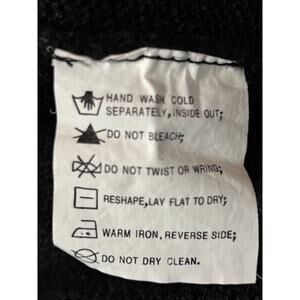 HAND WASH COLD
SEPARATELY, INSIDE OUT;
DO NOT BLEACH;
DO NOT TWIST OR WRING;
RESHAPE, LAY FLAT TO DRY;
WARM IRON, REVERSE SIDE;
DO NOT DRY CLEAN.